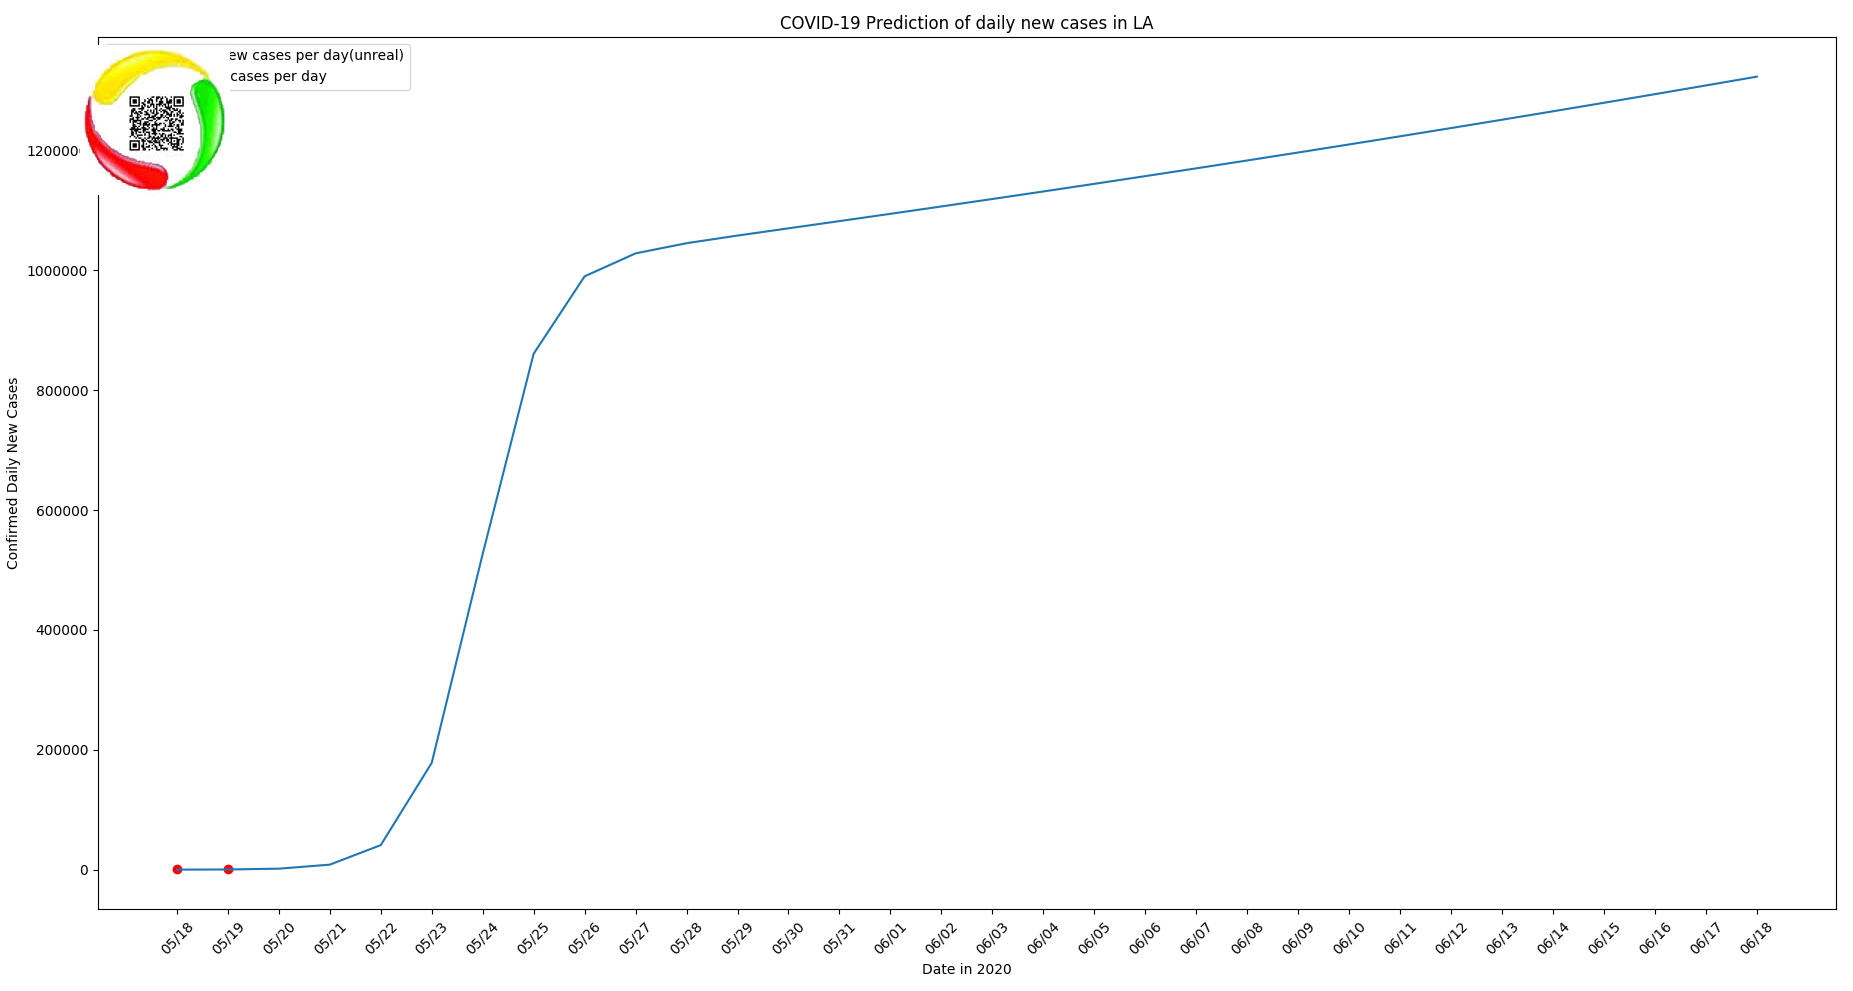 COVID-19 Prediction of daily new cases in LA
cases per day(unreal)
cases per day
1000000
800000
600000
400000
200000
0
Confirmed Daily New Cases
05/18 05/19 05/20 05/21 05/22 05/23 05/24 05/25 05/26 05/27 05/28 05/29 05/30 05/31 06/01 06/02 06/03 06/04 06/05 06/06 06/07 06/08 06/09 06/10 06/11 06/12 06/13 06/14 06/15 06/16 06/17 06/18
Date in 2020